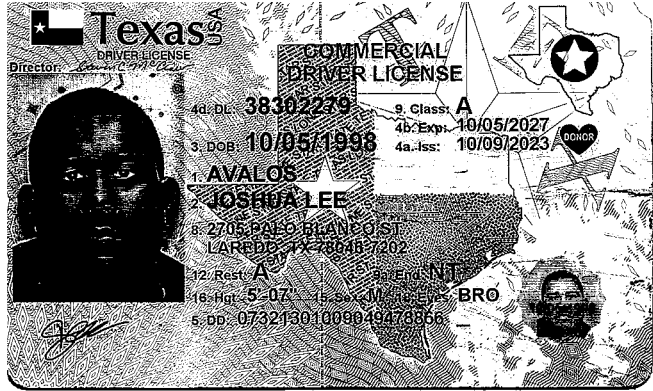 Texas USA
DRIVER LICENSE
Director:
COMMERCIAL
DRIVER LICENSE
4d. DL: 38302279
9. Class: A
4b. Exp: 10/05/2027
3. DOB: 10/05/1998
4a. Iss: 10/09/2023
DONOR
1. AVALOS
2. JOSHUA LEE
8. 2705 PALO BLANCO ST
LAREDO, TX 78046-7202
12. Rest: A
9a. End: NT
16. Hgt: 5'-07"
15. Sex: M
18. Eyes: BRO
5. DD: 07321301009049478866